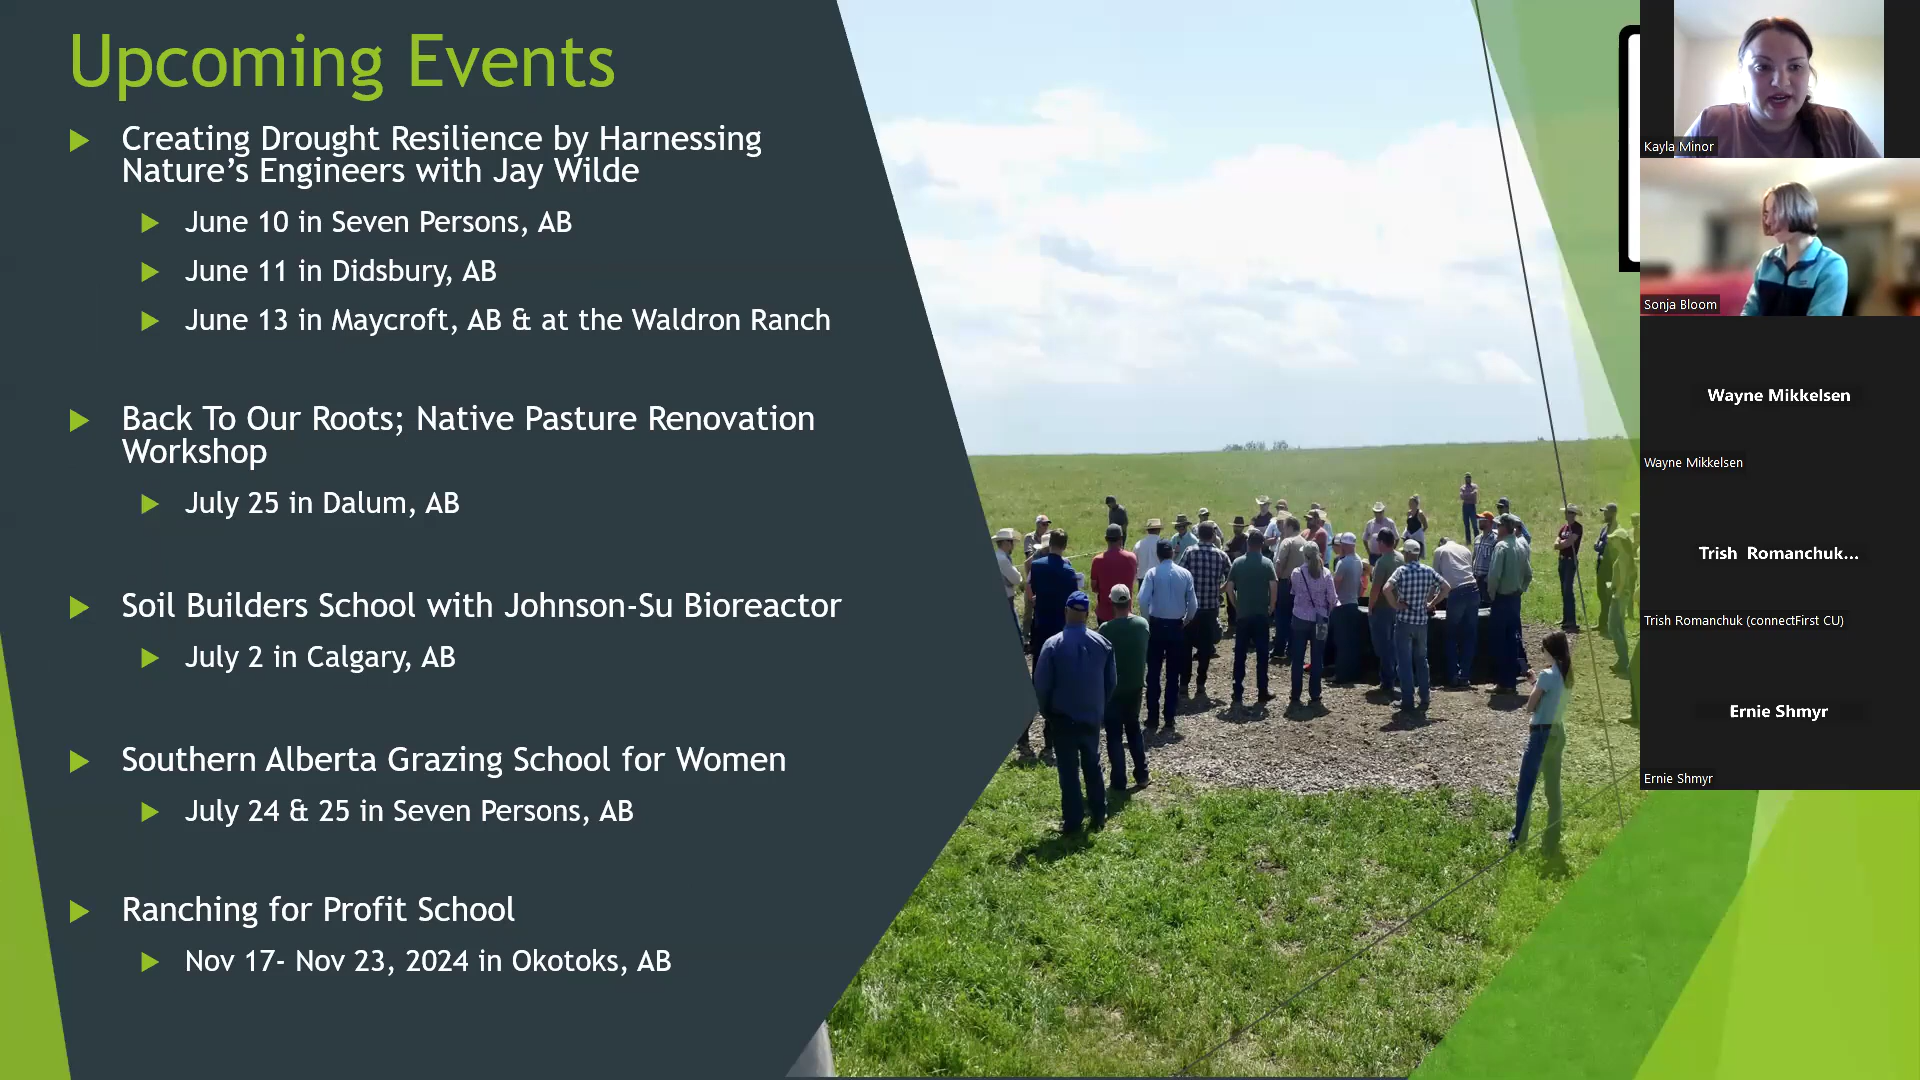 Upcoming Events
Creating Drought Resilience by Harnessing
Nature’s Engineers with Jay Wilde
June 10 in Seven Persons, AB
June 11 in Didsbury, AB
June 13 in Maycroft, AB & at the Waldron Ranch
Back To Our Roots; Native Pasture Renovation
Workshop
July 25 in Dalum, AB
Soil Builders School with Johnson-Su Bioreactor
July 2 in Calgary, AB
Southern Alberta Grazing School for Women
July 24 & 25 in Seven Persons, AB
Ranching for Profit School
Nov 17- Nov 23, 2024 in Okotoks, AB
Kayla Minor
Sonja Bloom
Wayne Mikkelsen
Wayne Mikkelsen
Trish Romanchuk...
Trish Romanchuk (connectFirst CU)
Ernie Shmyr
Ernie Shmyr